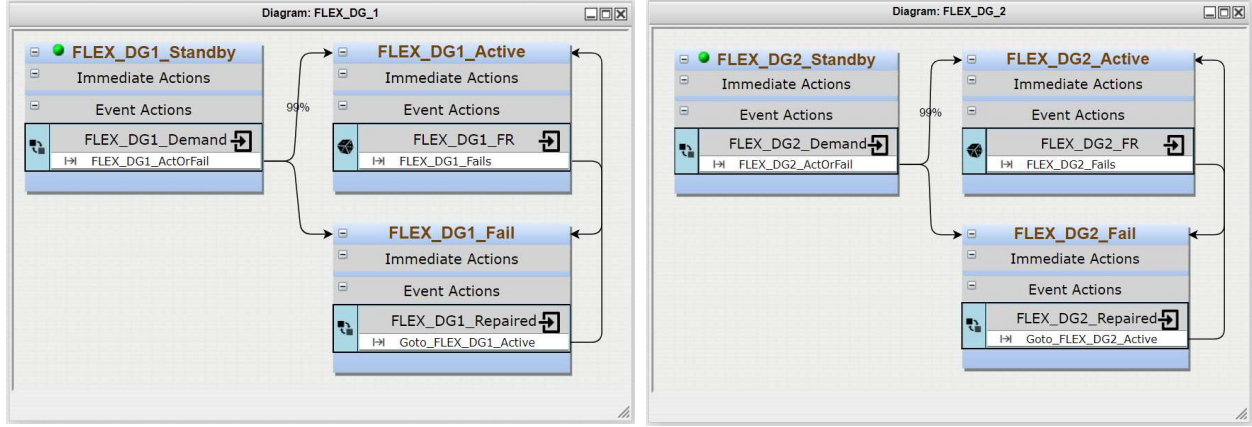 Diagram: FLEX_DG_1
FLEX_DG1_Standby
Immediate Actions
Event Actions
FLEX_DG1_Demand
FLEX_DG1_ActOrFail
99%
FLEX_DG1_Active
Immediate Actions
Event Actions
FLEX_DG1_FR
FLEX_DG1_Fails
FLEX_DG1_Fail
Immediate Actions
Event Actions
FLEX_DG1_Repaired
Goto_FLEX_DG1_Active
Diagram: FLEX_DG_2
FLEX_DG2_Standby
Immediate Actions
Event Actions
FLEX_DG2_Demand
FLEX_DG2_ActOrFail
99%
FLEX_DG2_Active
Immediate Actions
Event Actions
FLEX_DG2_FR
FLEX_DG2_Fails
FLEX_DG2_Fail
Immediate Actions
Event Actions
FLEX_DG2_Repaired
Goto_FLEX_DG2_Active